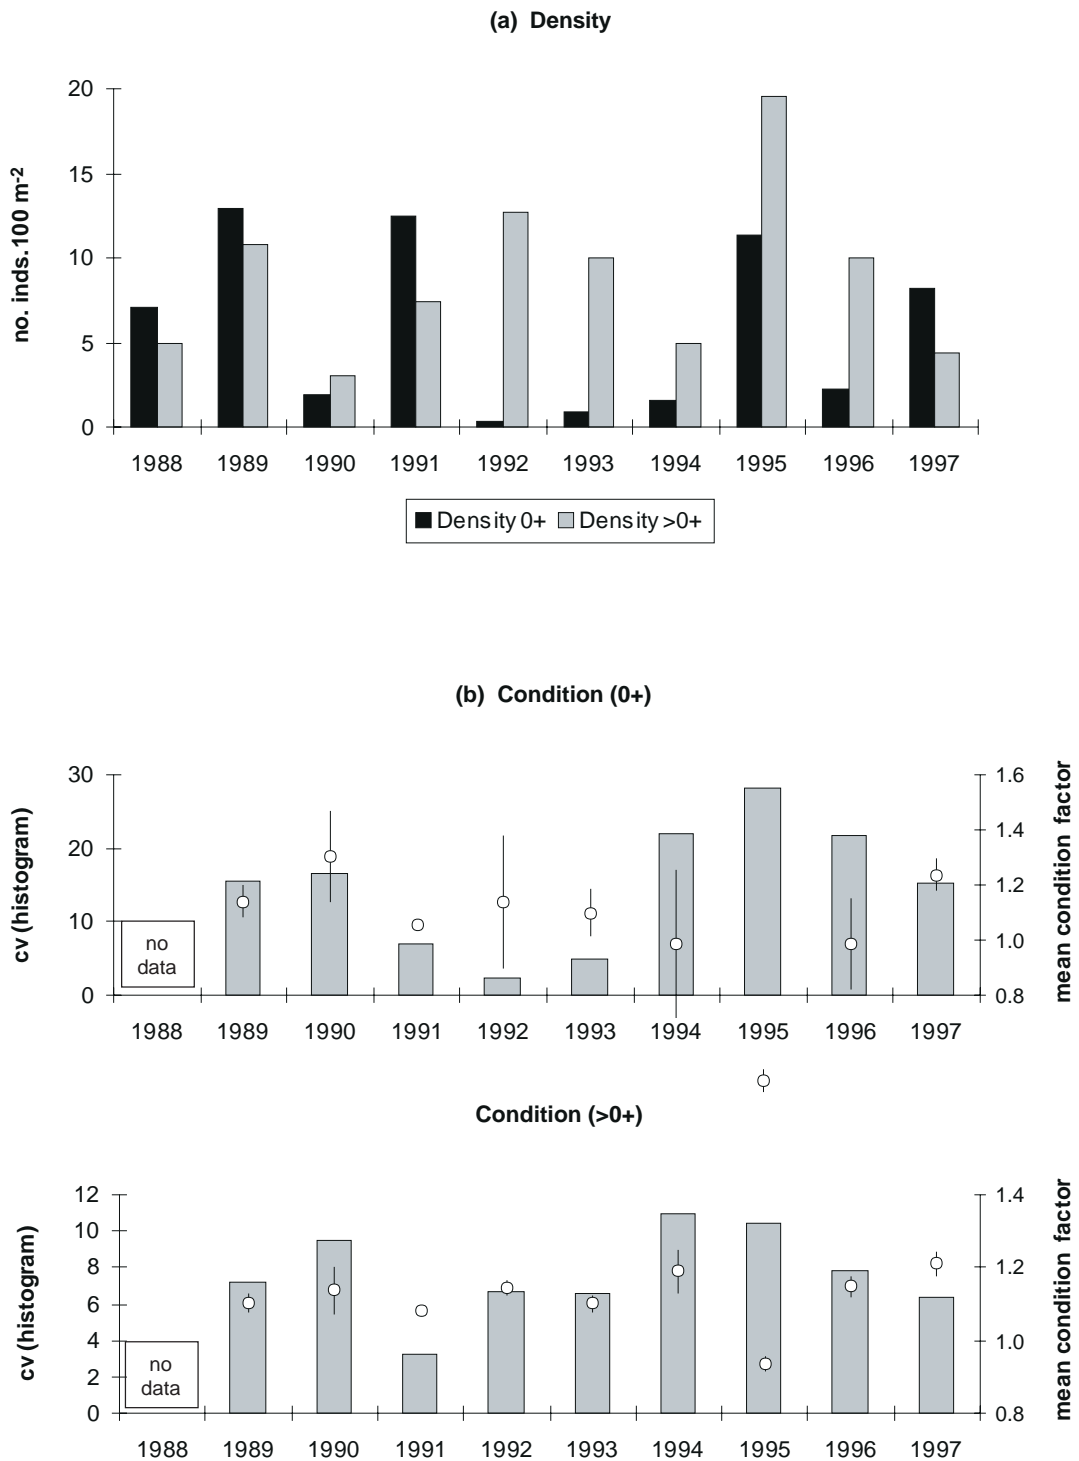 (a) Density
20
15
10
5
0
no. inds.100 m-2
1988 1989 1990 1991 1992 1993 1994 1995 1996 1997
Density 0+ Density >0+
(b) Condition (0+)
30
20
10
0
cv (histogram)
no
data
1.6
1.4
1.2
1.0
0.8
mean condition factor
1988 1989 1990 1991 1992 1993 1994 1995 1996 1997
Condition (>0+)
12
10
8
6
4
2
0
cv (histogram)
no
data
1.4
1.2
1.0
0.8
mean condition factor
1988 1989 1990 1991 1992 1993 1994 1995 1996 1997